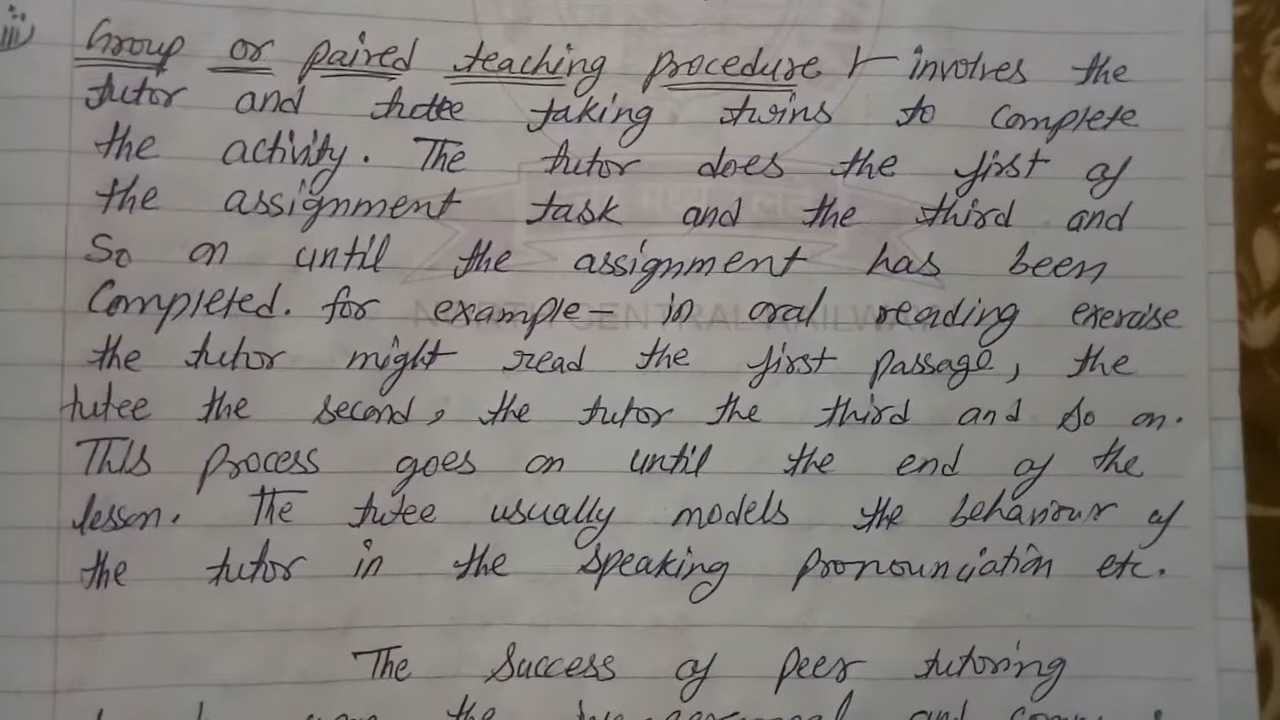 iii) Group or paired teaching procedure :- involves the
tutor and tutee taking twins to complete
the activity. The tutor does the first of
the assignment task and the third and
So on until the assignment has been
Completed. for example - in oral reading exercise
the tutor might read the first passage, the
tutee the second, the tutor the third and so on.
This process goes on until the end of the
lesson. The tutee usually models the behaviour of
the tutor in the speaking pronounciation etc.
The Success of peer tutoring
the
and